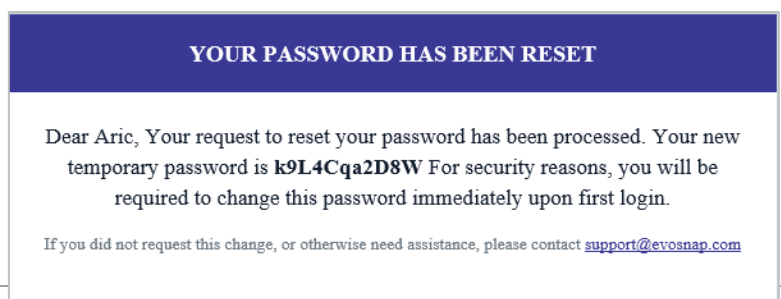 YOUR PASSWORD HAS BEEN RESET
Dear Aric, Your request to reset your password has been processed. Your new
temporary password is k9L4Cqa2D8W For security reasons, you will be
required to change this password immediately upon first login.
If you did not request this change, or otherwise need assistance, please contact support@evosnap.com